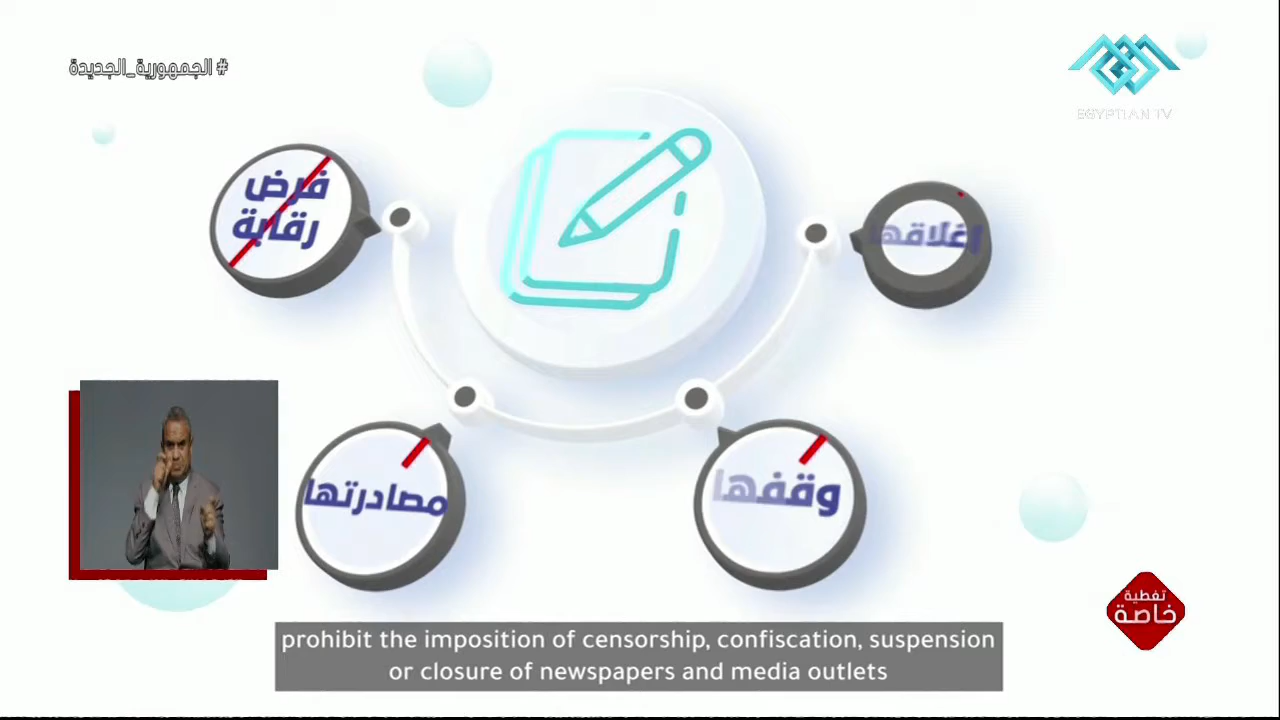 # الجمهورية_الجديدة
EGYPTIAN TV
فرض
رقابة
إغلاقها
مصادرتها
وقفها
تغطية
خاصة
prohibit the imposition of censorship, confiscation, suspension
or closure of newspapers and media outlets